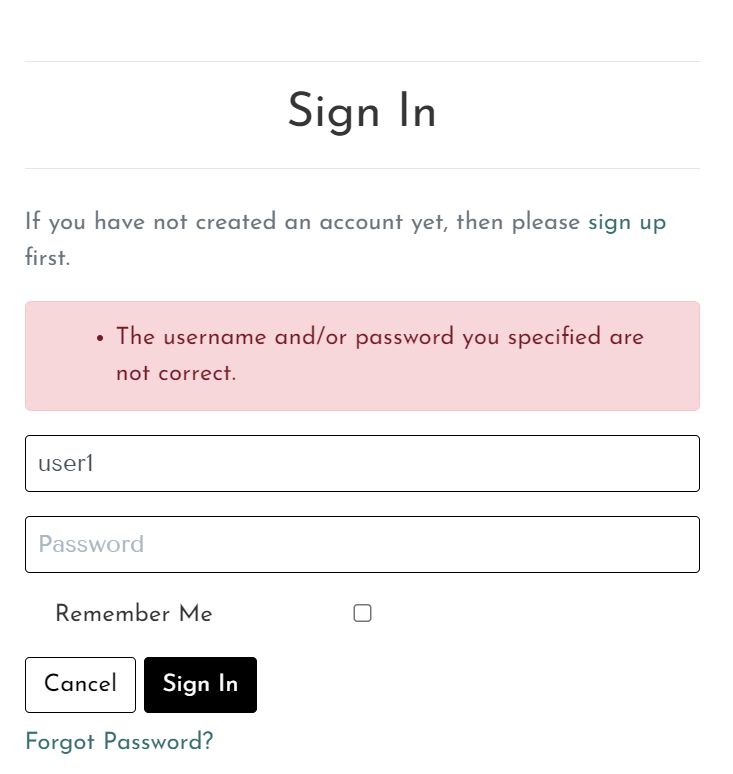 Sign In
If you have not created an account yet, then please sign up
first.
• The username and/or password you specified are
not correct.
user1
Password
Remember Me
Cancel Sign In
Forgot Password?